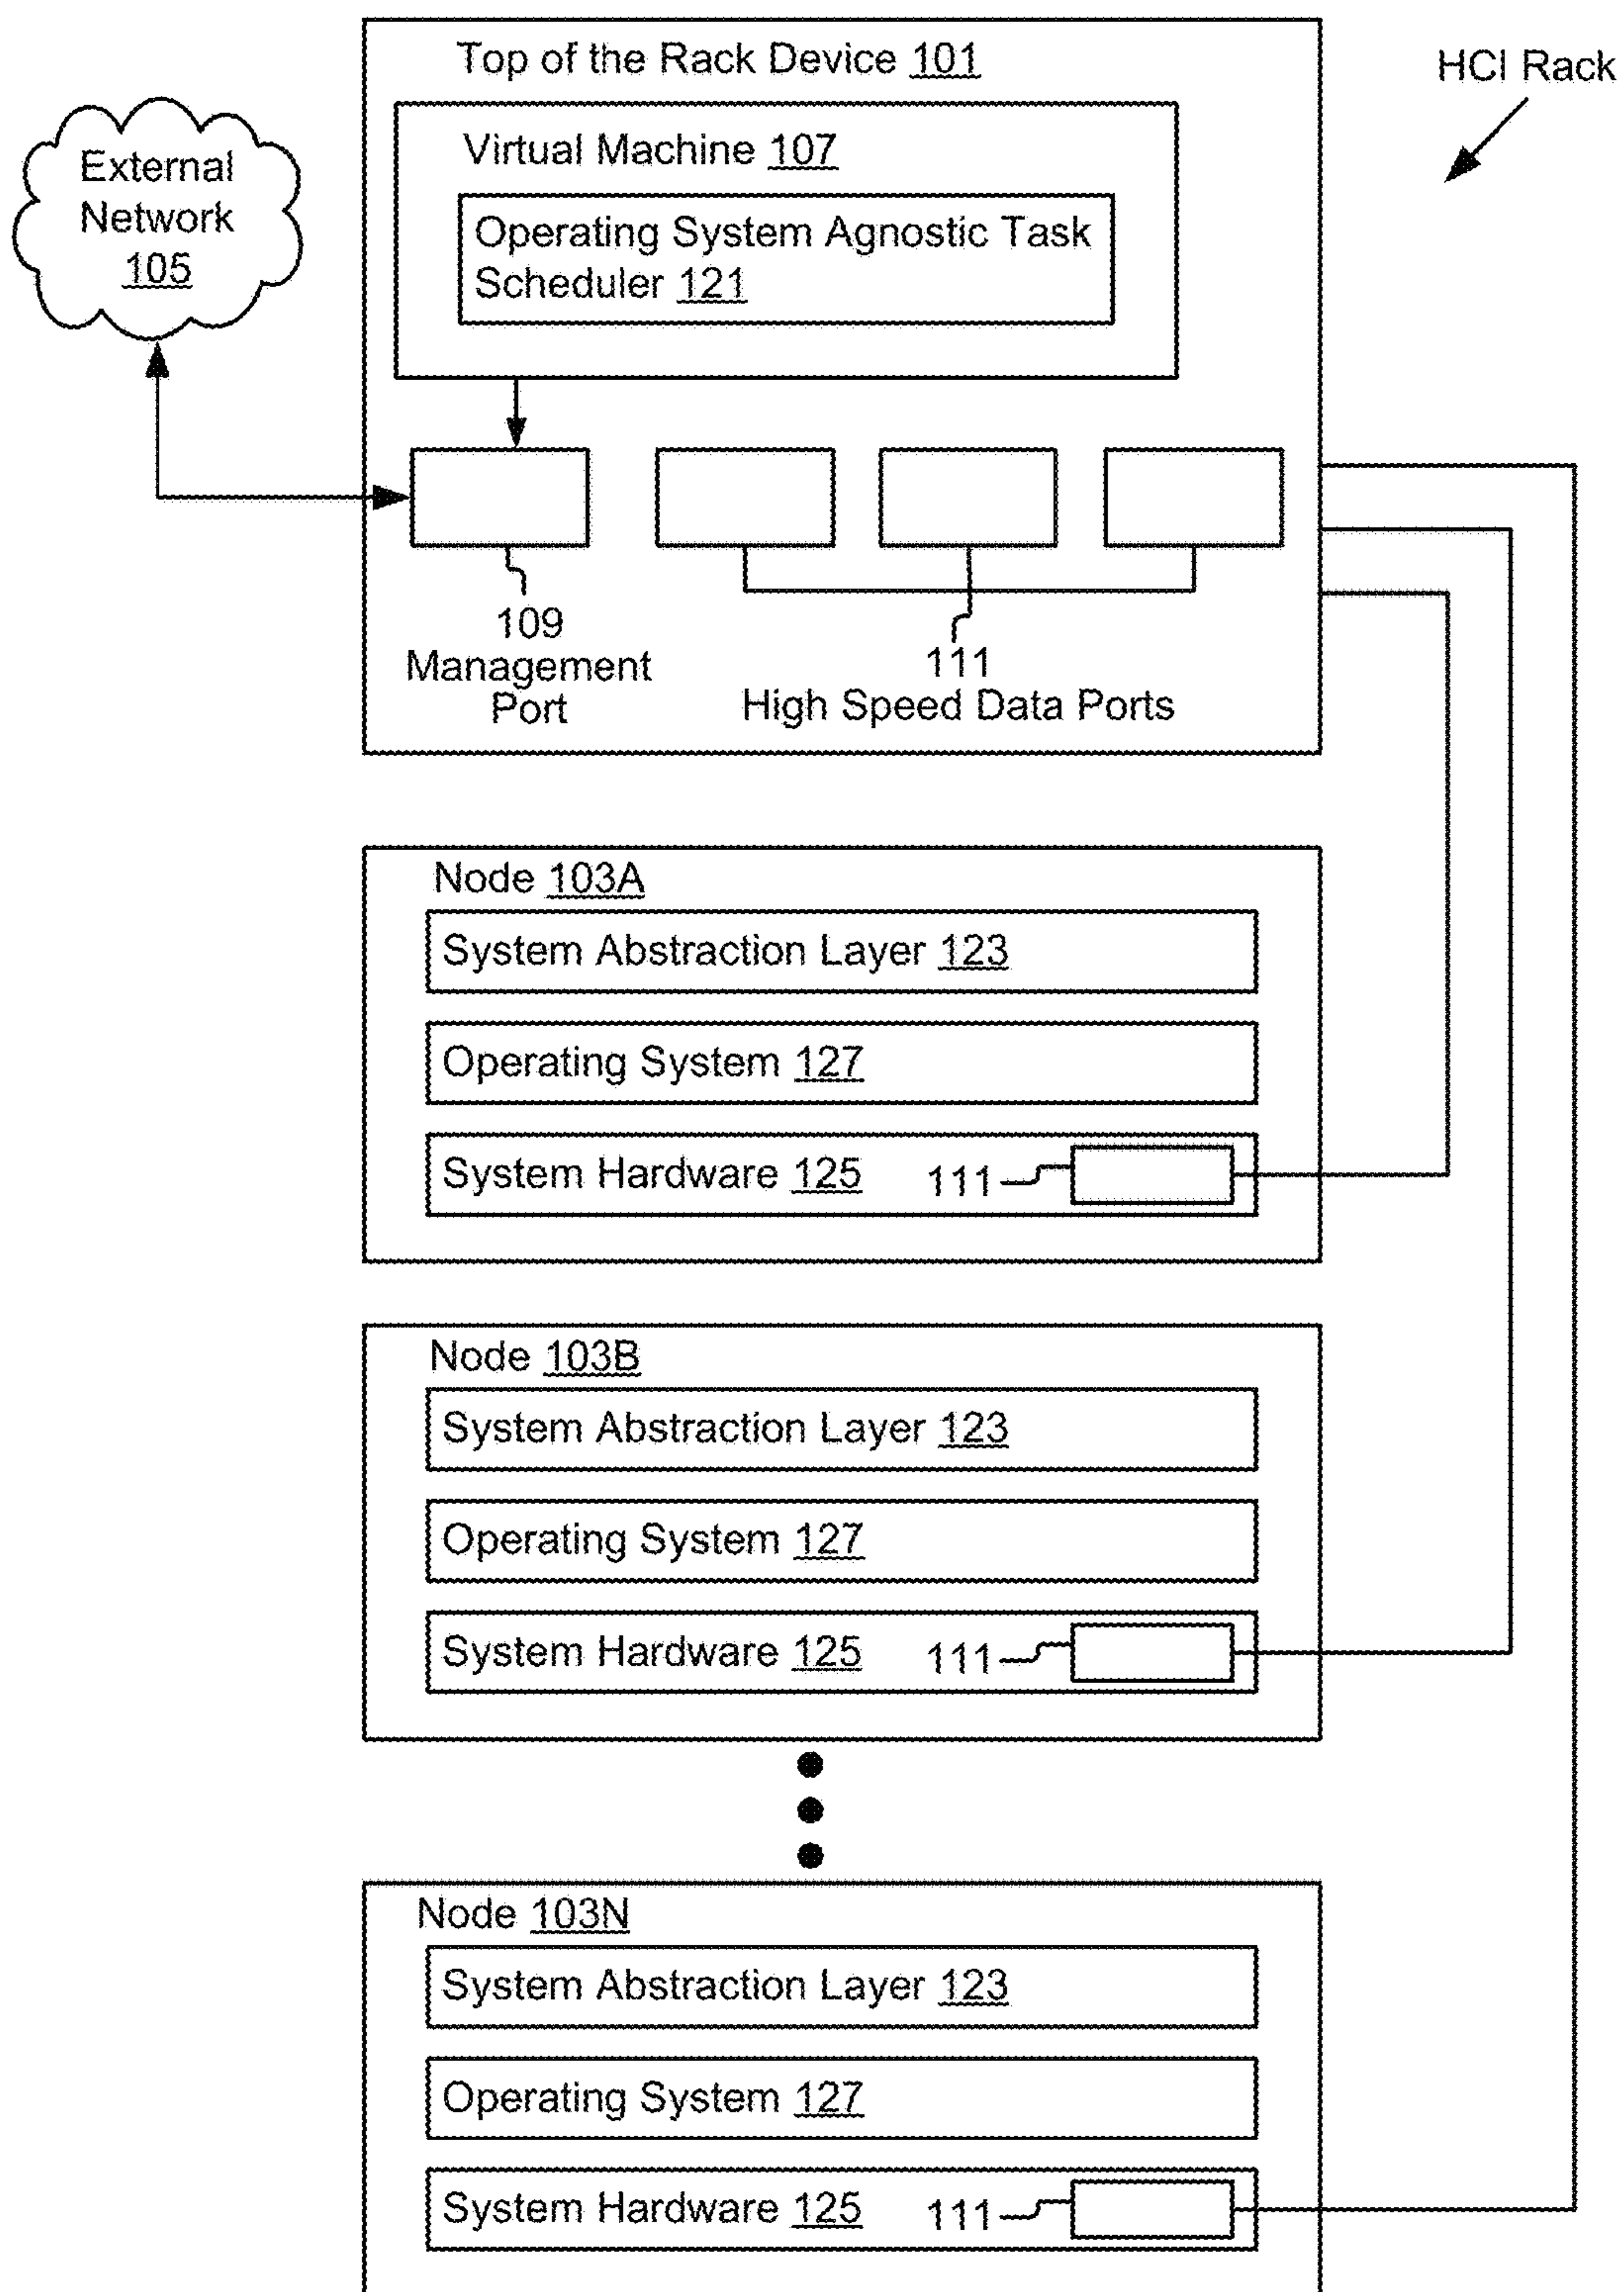 Top of the Rack Device 101
HCI Rack
External
Network
105
Virtual Machine 107
Operating System Agnostic Task
Scheduler 121
109
Management
Port
111
High Speed Data Ports
Node 103A
System Abstraction Layer 123
Operating System 127
System Hardware 125
111
Node 103B
System Abstraction Layer 123
Operating System 127
System Hardware 125
111
Node 103N
System Abstraction Layer 123
Operating System 127
System Hardware 125
111